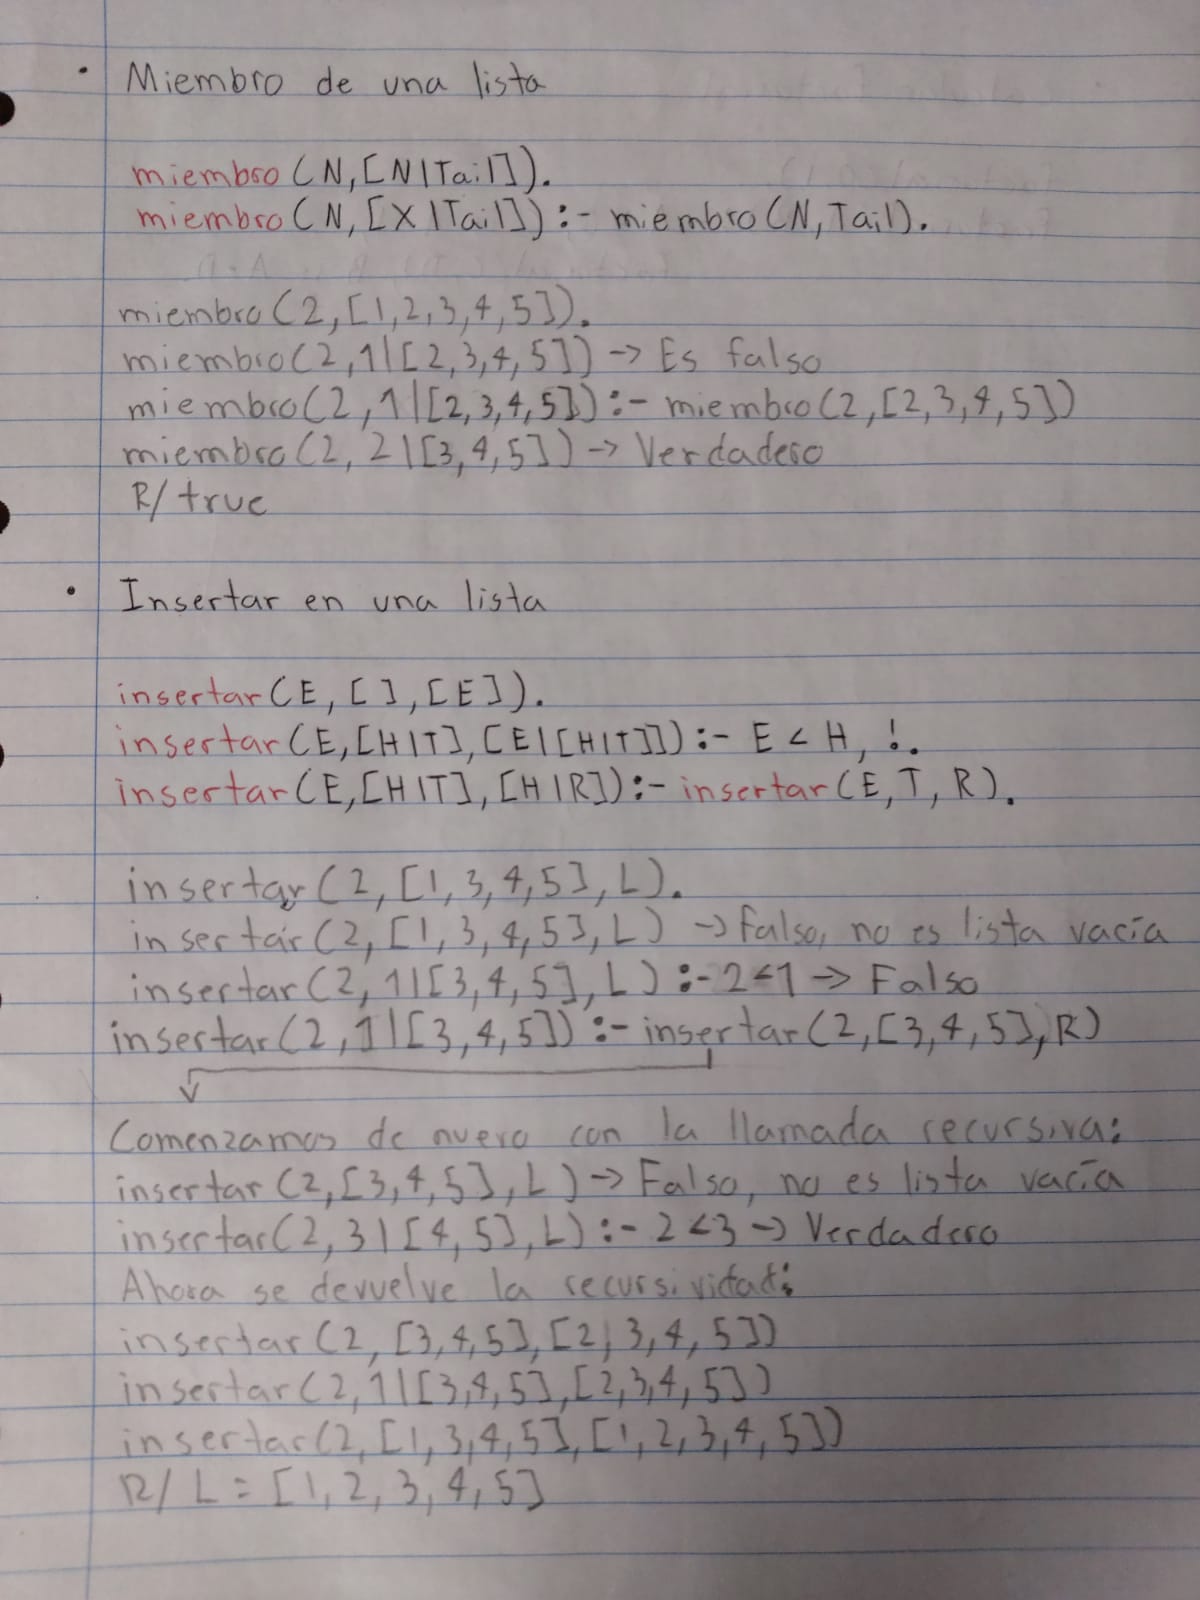 • Miembro de una lista
miembro(N,[N|Tail]).
miembro(N,[X|Tail]):- miembro(N,Tail).
miembro(2,[1,2,3,4,5]).
miembro(2,1|[2,3,4,5]) -> Es falso
miembro(2,1|[2,3,4,5]):- miembro(2,[2,3,4,5])
miembro(2,2|[3,4,5]) -> Verdadero
R/ true
• Insertar en una lista
insertar(E,[],[E]).
insertar(E,[H|T],[E|[H|T]]):- E<H, !.
insertar(E,[H|T],[H|R]):- insertar(E,T,R).
insertar(2,[1,3,4,5],L).
insertar(2,[1,3,4,5],L) -> Falso, no es lista vacía
insertar(2,1|[3,4,5],L):- 2<1 -> Falso
insertar(2,1|[3,4,5]):- insertar(2,[3,4,5],R)
Comenzamos de nuevo con la llamada recursiva:
insertar(2,[3,4,5],L) -> Falso, no es lista vacía
insertar(2,3|[4,5],L):- 2<3 -> Verdadero
Ahora se devuelve la recursividad:
insertar(2,[3,4,5],[2|3,4,5])
insertar(2,1|[3,4,5],[2,3,4,5])
insertar(2,[1,3,4,5],[1,2,3,4,5])
R/ L = [1,2,3,4,5]